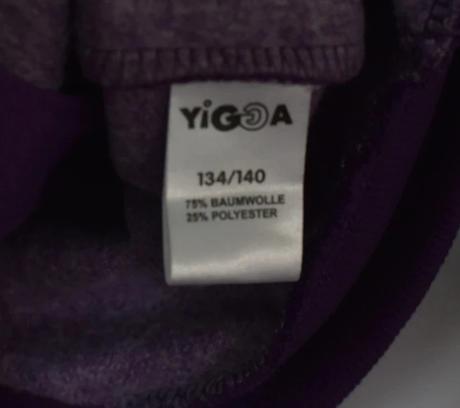 YiGGA
134/140
75% BAUMWOLLE
25% POLYESTER